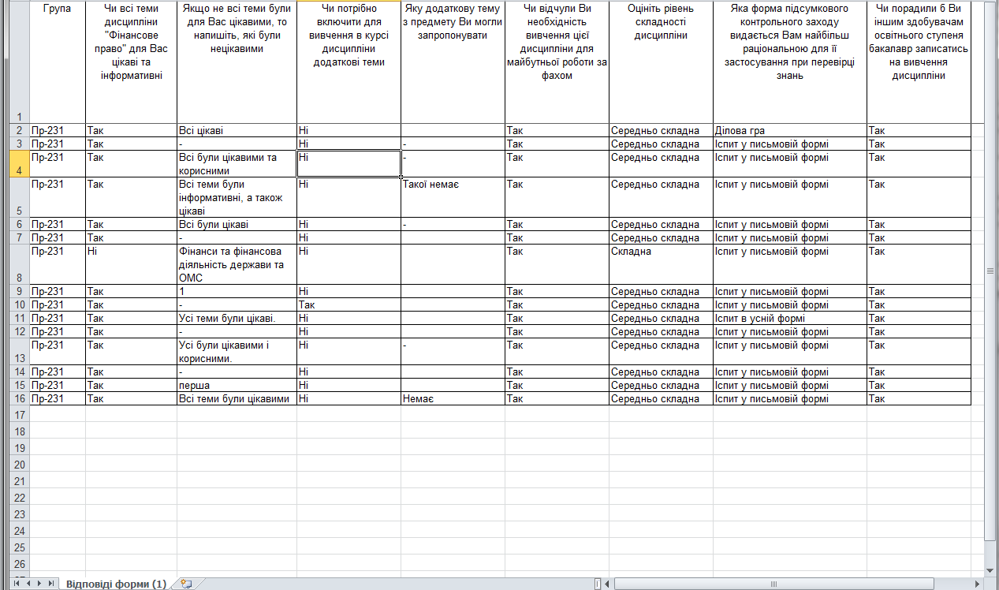 Група
Чи всі теми
дисципліни
"Фінансове
право" для Вас
цікаві та
інформативні
Якщо не всі теми були
для Вас цікавими, то
напишіть, які були
нецікавими
Чи потрібно
включити для
вивчення в курсі
дисципліни
додаткові теми
Яку додаткову тему
з предмету Ви могли
запропонувати
Чи відчули Ви
необхідність
вивчення цієї
дисципліни для
майбутньої роботи за
фахом
Оцініть рівень
складності
дисципліни
Яка форма підсумкового
контрольного заходу
видається Вам найбільш
раціональною для її
застосування при перевірці
знань
Чи порадили б Ви
іншим здобувачам
освітнього ступеня
бакалавр записатись
на вивчення
дисципліни
1
2 Пр-231 Так Всі цікаві Ні Так Середньо складна Ділова гра Так
3 Пр-231 Так - Ні - Так Середньо складна Іспит у письмовій формі Так
4 Пр-231 Так Всі були цікавими та Ні - Так Середньо складна Іспит у письмовій формі Так
корисними
5 Пр-231 Так Всі теми були Ні Такої немає Так Середньо складна Іспит у письмовій формі Так
інформативні, а також
цікаві
6 Пр-231 Так Всі були цікаві Ні - Так Середньо складна Іспит у письмовій формі Так
7 Пр-231 Так - Ні Так Середньо складна Іспит у письмовій формі Так
8 Пр-231 Ні Фінанси та фінансова Ні Так Складна Іспит у письмовій формі Так
діяльність держави та
ОМС
9 Пр-231 Так 1 Ні Так Середньо складна Іспит у письмовій формі Так
10 Пр-231 Так - Так Так Середньо складна Іспит у письмовій формі Так
11 Пр-231 Так Усі теми були цікаві. Ні Так Середньо складна Іспит в усній формі Так
12 Пр-231 Так - Ні Так Середньо складна Іспит у письмовій формі Так
13 Пр-231 Так Усі були цікавими і Ні - Так Середньо складна Іспит у письмовій формі Так
корисними.
14 Пр-231 Так - Ні Так Середньо складна Іспит у письмовій формі Так
15 Пр-231 Так перша Ні Так Середньо складна Іспит у письмовій формі Так
16 Пр-231 Так Всі теми були цікавими Ні Немає Так Середньо складна Іспит у письмовій формі Так
17
18
19
20
21
22
23
24
25
26
Відповіді форми (1)